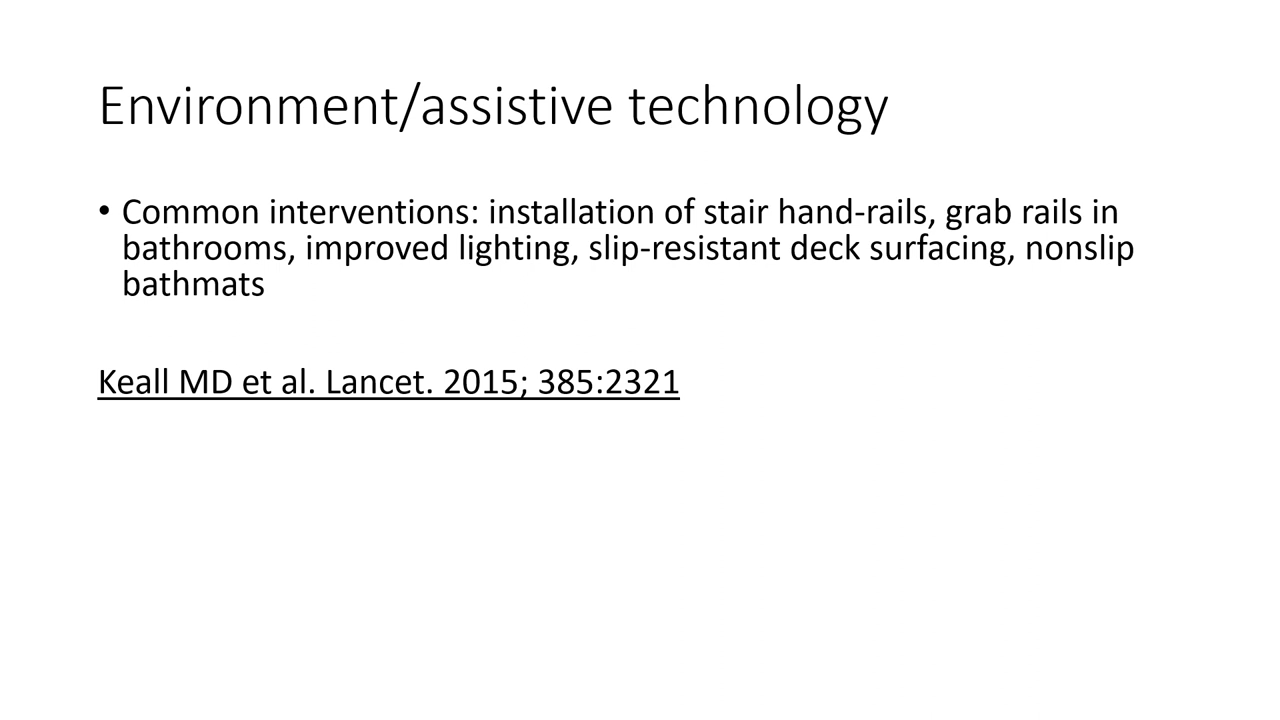 Environment/assistive technology
• Common interventions: installation of stair hand-rails, grab rails in
bathrooms, improved lighting, slip-resistant deck surfacing, nonslip
bathmats
Keall MD et al. Lancet. 2015; 385:2321